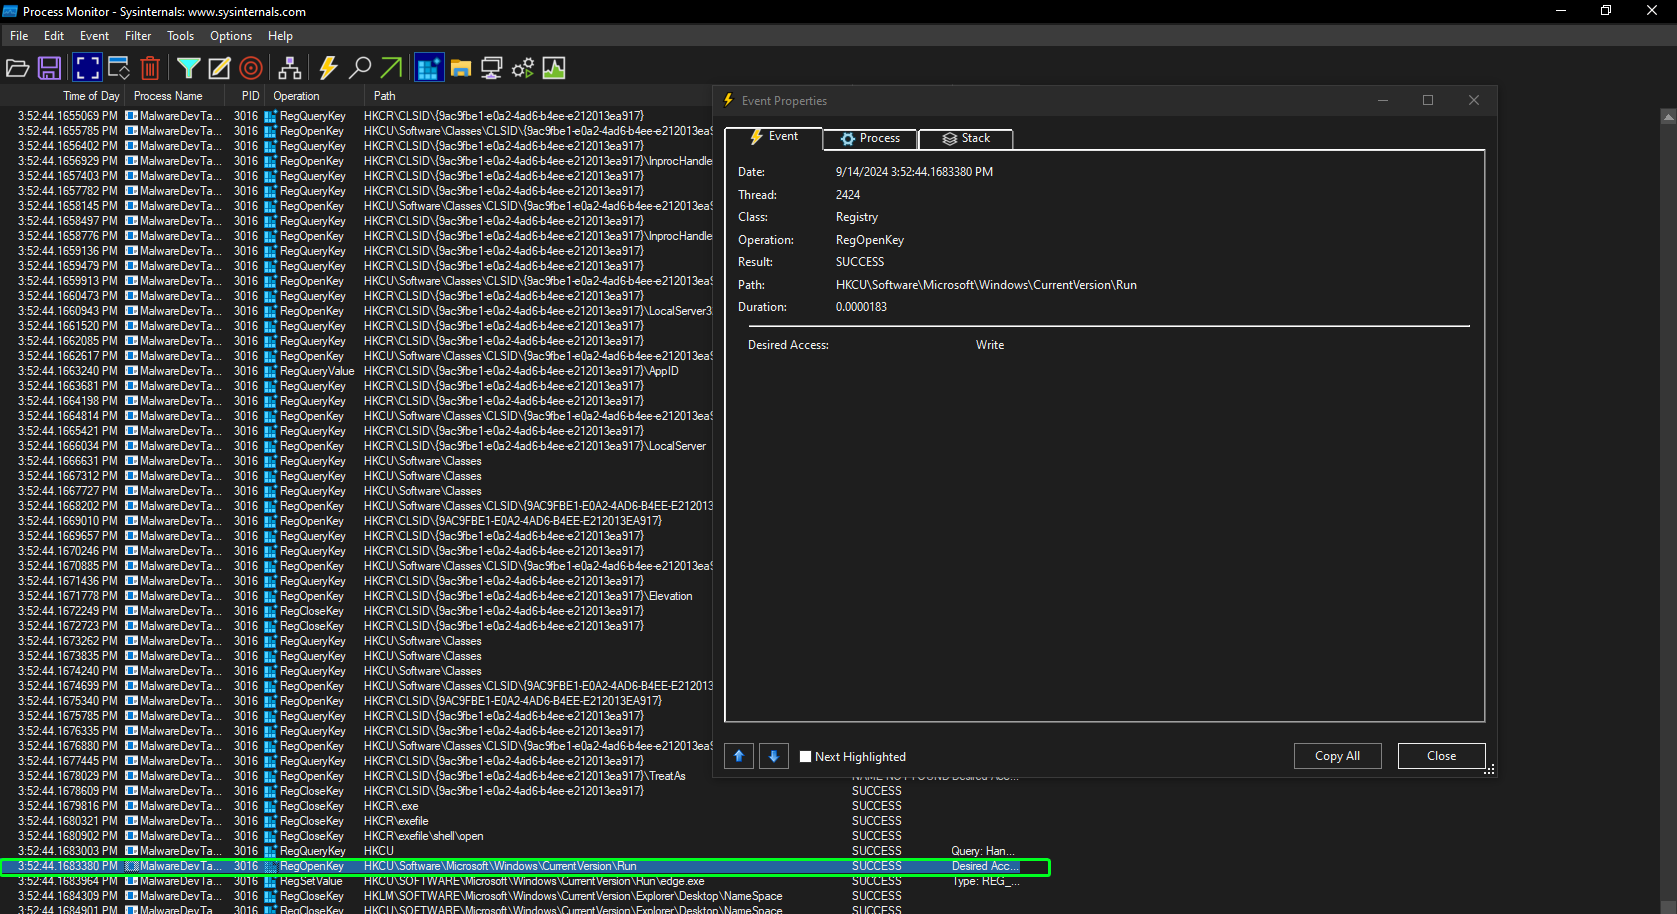 Process Monitor - Sysinternals: www.sysinternals.com
File Edit Event Filter Tools Options Help
Time of Day Process Name PID Operation Path
3:52:44.1655069 PM MalwareDevTa... 3016 RegQueryKey HKCR\CLSID\{9ac9fbe1-e0a2-4ad6-b4ee-e212013ea917}
3:52:44.1655785 PM MalwareDevTa... 3016 RegOpenKey HKCU\Software\Classes\CLSID\{9ac9fbe1-e0a2-4ad6-b4ee-e212013ea9
3:52:44.1656402 PM MalwareDevTa... 3016 RegQueryKey HKCR\CLSID\{9ac9fbe1-e0a2-4ad6-b4ee-e212013ea917}
3:52:44.1656929 PM MalwareDevTa... 3016 RegOpenKey HKCR\CLSID\{9ac9fbe1-e0a2-4ad6-b4ee-e212013ea917}\InprocHandler
3:52:44.1657403 PM MalwareDevTa... 3016 RegQueryKey HKCR\CLSID\{9ac9fbe1-e0a2-4ad6-b4ee-e212013ea917}
3:52:44.1657782 PM MalwareDevTa... 3016 RegQueryKey HKCR\CLSID\{9ac9fbe1-e0a2-4ad6-b4ee-e212013ea917}
3:52:44.1658145 PM MalwareDevTa... 3016 RegOpenKey HKCU\Software\Classes\CLSID\{9ac9fbe1-e0a2-4ad6-b4ee-e212013ea9
3:52:44.1658497 PM MalwareDevTa... 3016 RegQueryKey HKCR\CLSID\{9ac9fbe1-e0a2-4ad6-b4ee-e212013ea917}
3:52:44.1658776 PM MalwareDevTa... 3016 RegOpenKey HKCR\CLSID\{9ac9fbe1-e0a2-4ad6-b4ee-e212013ea917}\InprocHandler
3:52:44.1659136 PM MalwareDevTa... 3016 RegQueryKey HKCR\CLSID\{9ac9fbe1-e0a2-4ad6-b4ee-e212013ea917}
3:52:44.1659479 PM MalwareDevTa... 3016 RegQueryKey HKCR\CLSID\{9ac9fbe1-e0a2-4ad6-b4ee-e212013ea917}
3:52:44.1659913 PM MalwareDevTa... 3016 RegOpenKey HKCU\Software\Classes\CLSID\{9ac9fbe1-e0a2-4ad6-b4ee-e212013ea9
3:52:44.1660473 PM MalwareDevTa... 3016 RegQueryKey HKCR\CLSID\{9ac9fbe1-e0a2-4ad6-b4ee-e212013ea917}
3:52:44.1660943 PM MalwareDevTa... 3016 RegOpenKey HKCR\CLSID\{9ac9fbe1-e0a2-4ad6-b4ee-e212013ea917}\LocalServer3
3:52:44.1661520 PM MalwareDevTa... 3016 RegQueryKey HKCR\CLSID\{9ac9fbe1-e0a2-4ad6-b4ee-e212013ea917}
3:52:44.1662085 PM MalwareDevTa... 3016 RegQueryKey HKCR\CLSID\{9ac9fbe1-e0a2-4ad6-b4ee-e212013ea917}
3:52:44.1662617 PM MalwareDevTa... 3016 RegOpenKey HKCU\Software\Classes\CLSID\{9ac9fbe1-e0a2-4ad6-b4ee-e212013ea9
3:52:44.1663240 PM MalwareDevTa... 3016 RegQueryValue HKCR\CLSID\{9ac9fbe1-e0a2-4ad6-b4ee-e212013ea917}\AppID
3:52:44.1663681 PM MalwareDevTa... 3016 RegQueryKey HKCR\CLSID\{9ac9fbe1-e0a2-4ad6-b4ee-e212013ea917}
3:52:44.1664198 PM MalwareDevTa... 3016 RegQueryKey HKCR\CLSID\{9ac9fbe1-e0a2-4ad6-b4ee-e212013ea917}
3:52:44.1664814 PM MalwareDevTa... 3016 RegOpenKey HKCU\Software\Classes\CLSID\{9ac9fbe1-e0a2-4ad6-b4ee-e212013ea9
3:52:44.1665421 PM MalwareDevTa... 3016 RegQueryKey HKCR\CLSID\{9ac9fbe1-e0a2-4ad6-b4ee-e212013ea917}
3:52:44.1666034 PM MalwareDevTa... 3016 RegOpenKey HKCR\CLSID\{9ac9fbe1-e0a2-4ad6-b4ee-e212013ea917}\LocalServer
3:52:44.1666631 PM MalwareDevTa... 3016 RegQueryKey HKCU\Software\Classes
3:52:44.1667312 PM MalwareDevTa... 3016 RegQueryKey HKCU\Software\Classes
3:52:44.1667727 PM MalwareDevTa... 3016 RegQueryKey HKCU\Software\Classes
3:52:44.1668202 PM MalwareDevTa... 3016 RegOpenKey HKCU\Software\Classes\CLSID\{9AC9FBE1-E0A2-4AD6-B4EE-E212013
3:52:44.1669010 PM MalwareDevTa... 3016 RegOpenKey HKCR\CLSID\{9AC9FBE1-E0A2-4AD6-B4EE-E212013EA917}
3:52:44.1669657 PM MalwareDevTa... 3016 RegQueryKey HKCR\CLSID\{9ac9fbe1-e0a2-4ad6-b4ee-e212013ea917}
3:52:44.1670246 PM MalwareDevTa... 3016 RegQueryKey HKCR\CLSID\{9ac9fbe1-e0a2-4ad6-b4ee-e212013ea917}
3:52:44.1670885 PM MalwareDevTa... 3016 RegOpenKey HKCU\Software\Classes\CLSID\{9ac9fbe1-e0a2-4ad6-b4ee-e212013ea9
3:52:44.1671436 PM MalwareDevTa... 3016 RegQueryKey HKCR\CLSID\{9ac9fbe1-e0a2-4ad6-b4ee-e212013ea917}
3:52:44.1671778 PM MalwareDevTa... 3016 RegOpenKey HKCR\CLSID\{9ac9fbe1-e0a2-4ad6-b4ee-e212013ea917}\Elevation
3:52:44.1672249 PM MalwareDevTa... 3016 RegCloseKey HKCR\CLSID\{9ac9fbe1-e0a2-4ad6-b4ee-e212013ea917}
3:52:44.1672723 PM MalwareDevTa... 3016 RegCloseKey HKCR\CLSID\{9ac9fbe1-e0a2-4ad6-b4ee-e212013ea917}
3:52:44.1673262 PM MalwareDevTa... 3016 RegQueryKey HKCU\Software\Classes
3:52:44.1673835 PM MalwareDevTa... 3016 RegQueryKey HKCU\Software\Classes
3:52:44.1674240 PM MalwareDevTa... 3016 RegQueryKey HKCU\Software\Classes
3:52:44.1674699 PM MalwareDevTa... 3016 RegOpenKey HKCU\Software\Classes\CLSID\{9AC9FBE1-E0A2-4AD6-B4EE-E212013
3:52:44.1675340 PM MalwareDevTa... 3016 RegOpenKey HKCR\CLSID\{9AC9FBE1-E0A2-4AD6-B4EE-E212013EA917}
3:52:44.1675785 PM MalwareDevTa... 3016 RegQueryKey HKCR\CLSID\{9ac9fbe1-e0a2-4ad6-b4ee-e212013ea917}
3:52:44.1676335 PM MalwareDevTa... 3016 RegQueryKey HKCR\CLSID\{9ac9fbe1-e0a2-4ad6-b4ee-e212013ea917}
3:52:44.1676880 PM MalwareDevTa... 3016 RegOpenKey HKCU\Software\Classes\CLSID\{9ac9fbe1-e0a2-4ad6-b4ee-e212013ea9
3:52:44.1677445 PM MalwareDevTa... 3016 RegQueryKey HKCR\CLSID\{9ac9fbe1-e0a2-4ad6-b4ee-e212013ea917}
3:52:44.1678029 PM MalwareDevTa... 3016 RegOpenKey HKCR\CLSID\{9ac9fbe1-e0a2-4ad6-b4ee-e212013ea917}\TreatAs NAME NOT FOUND Desired Acc...
3:52:44.1678609 PM MalwareDevTa... 3016 RegCloseKey HKCR\CLSID\{9ac9fbe1-e0a2-4ad6-b4ee-e212013ea917} SUCCESS
3:52:44.1679816 PM MalwareDevTa... 3016 RegCloseKey HKCR\.exe SUCCESS
3:52:44.1680321 PM MalwareDevTa... 3016 RegCloseKey HKCR\exefile SUCCESS
3:52:44.1680902 PM MalwareDevTa... 3016 RegCloseKey HKCR\exefile\shell\open SUCCESS
3:52:44.1683003 PM MalwareDevTa... 3016 RegQueryKey HKCU SUCCESS Query: Han...
3:52:44.1683380 PM MalwareDevTa... 3016 RegOpenKey HKCU\Software\Microsoft\Windows\CurrentVersion\Run SUCCESS Desired Acc...
3:52:44.1683964 PM MalwareDevTa... 3016 RegSetValue HKCU\SOFTWARE\Microsoft\Windows\CurrentVersion\Run\edge.exe SUCCESS Type: REG_...
3:52:44.1684309 PM MalwareDevTa... 3016 RegOpenKey HKLM\SOFTWARE\Microsoft\Windows\CurrentVersion\Explorer\Desktop\NameSpace SUCCESS
3:52:44.1684901 PM MalwareDevTa... 3016 RegCloseKey HKCU\SOFTWARE\Microsoft\Windows\CurrentVersion\Explorer\Desktop\NameSpace SUCCESS
Event Properties
Event Process Stack
Date: 9/14/2024 3:52:44.1683380 PM
Thread: 2424
Class: Registry
Operation: RegOpenKey
Result: SUCCESS
Path: HKCU\Software\Microsoft\Windows\CurrentVersion\Run
Duration: 0.0000183
Desired Access: Write
Next Highlighted
Copy All
Close